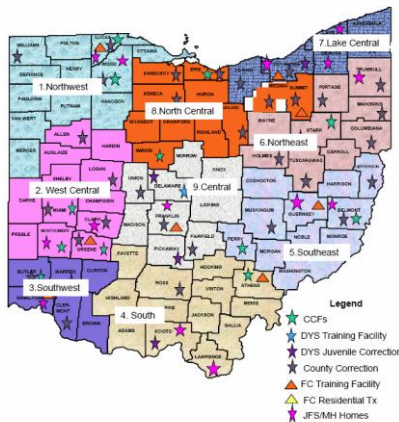 7.Lake Central
WILLIAMS
FULTON
OTTAWA
WOOD
HENRY
DEFIANCE
1.Northwest
SANDUSKY
ERIE
SENECA
HURON
MEDINA
SUMMIT
PORTAGE
TRUMBULL
MAHONING
PAULDING
PUTNAM
HANCOCK
VAN WERT
8.North Central
WYANDOT
CRAWFORD
RICHLAND
WAYNE
STARK
COLUMBIANA
6.Northeast
ALLEN
HARDIN
MERCER
AUGLAIZE
MARION
MORROW
HOLMES
CARROLL
TUSCARAWAS
JEFFERSON
KNOX
COSHOCTON
HARRISON
SHELBY
LOGAN
UNION
DELAWARE
2. West Central
9.Central
DARKE
MIAMI
CHAMPAIGN
LICKING
MUSKINGUM
GUERNSEY
BELMONT
CLARK
FRANKLIN
MADISON
PREBLE
MONTGOMERY
GREENE
FAIRFIELD
PERRY
NOBLE
MONROE
PICKAWAY
FAYETTE
MORGAN
5.Southeast
WASHINGTON
BUTLER
WARREN
CLINTON
HOCKING
ATHENS
ROSS
VINTON
3.Southwest
HAMILTON
CLERMONT
HIGHLAND
4. South
PIKE
MEIGS
JACKSON
BROWN
ADAMS
SCIOTO
GALLIA
LAWRENCE
Legend
CCFs
DYS Training Facility
DYS Juvenile Correction
County Correction
FC Training Facility
FC Residential Tx
JFS/MH Homes